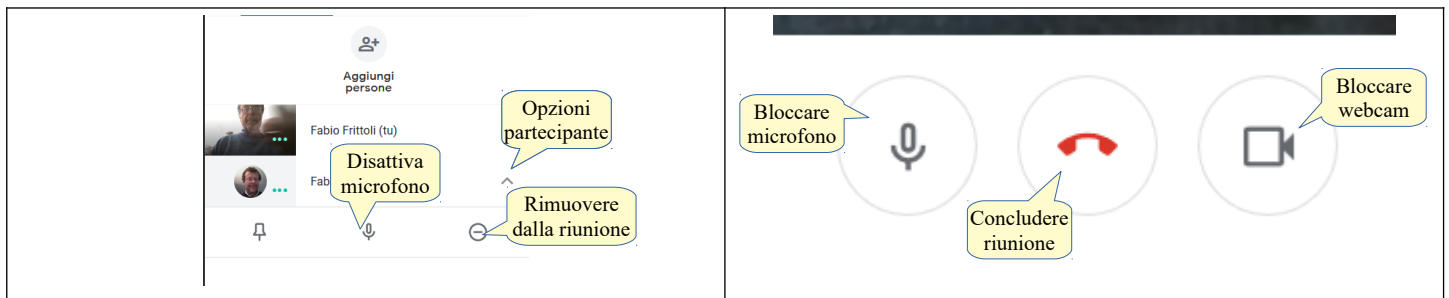 Aggiungi
persone
Opzioni
partecipante
Fabio Frittoli (tu)
Disattiva
microfono
Fab
Rimuovere
dalla riunione
Bloccare
microfono
Concludere
riunione
Bloccare
webcam